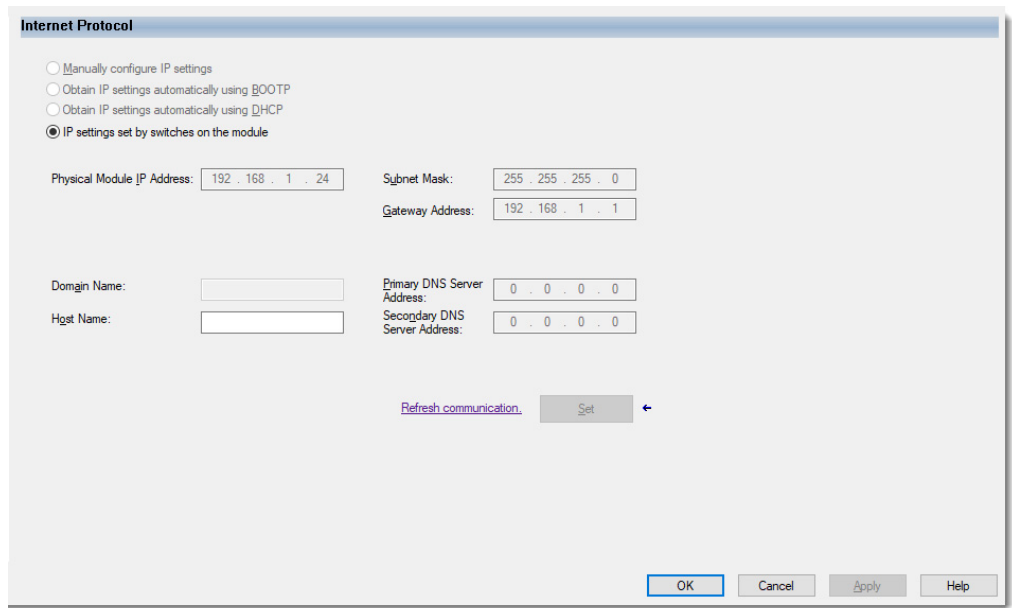 Internet Protocol
Manually configure IP settings
Obtain IP settings automatically using BOOTP
Obtain IP settings automatically using DHCP
IP settings set by switches on the module
Physical Module IP Address: 192 . 168 . 1 . 24 Subnet Mask: 255 . 255 . 255 . 0
Gateway Address: 192 . 168 . 1 . 1
Domain Name: Primary DNS Server Address: 0 . 0 . 0 . 0
Host Name: Secondary DNS Server Address: 0 . 0 . 0 . 0
Refresh communication. Set
OK Cancel Apply Help